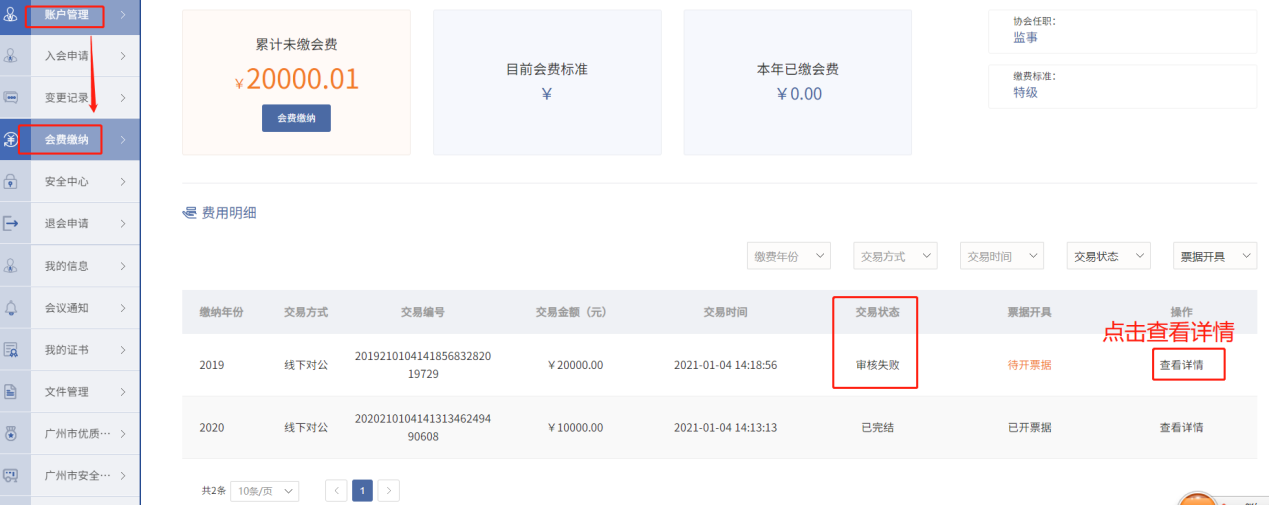 账户管理
入会申请
变更记录
会费缴纳
安全中心
退会申请
我的信息
会议通知
我的证书
文件管理
广州市优质…
广州市安全…
累计未缴会费
¥20000.01
会费缴纳
目前会费标准
¥
本年已缴会费
¥0.00
协会任职:
监事
缴费标准:
特级
费用明细
缴费年份 交易方式 交易时间 交易状态 票据开具
缴纳年份 交易方式 交易编号 交易金额（元） 交易时间 交易状态 票据开具 操作
点击查看详情
2019 线下对公 2019210104141856832820 ¥20000.00 2021-01-04 14:18:56 审核失败 待开票据 查看详情
19729
2020 线下对公 2020210104141313462494 ¥10000.00 2021-01-04 14:13:13 已完结 已开票据 查看详情
90608
共2条 10条/页 < 1 >